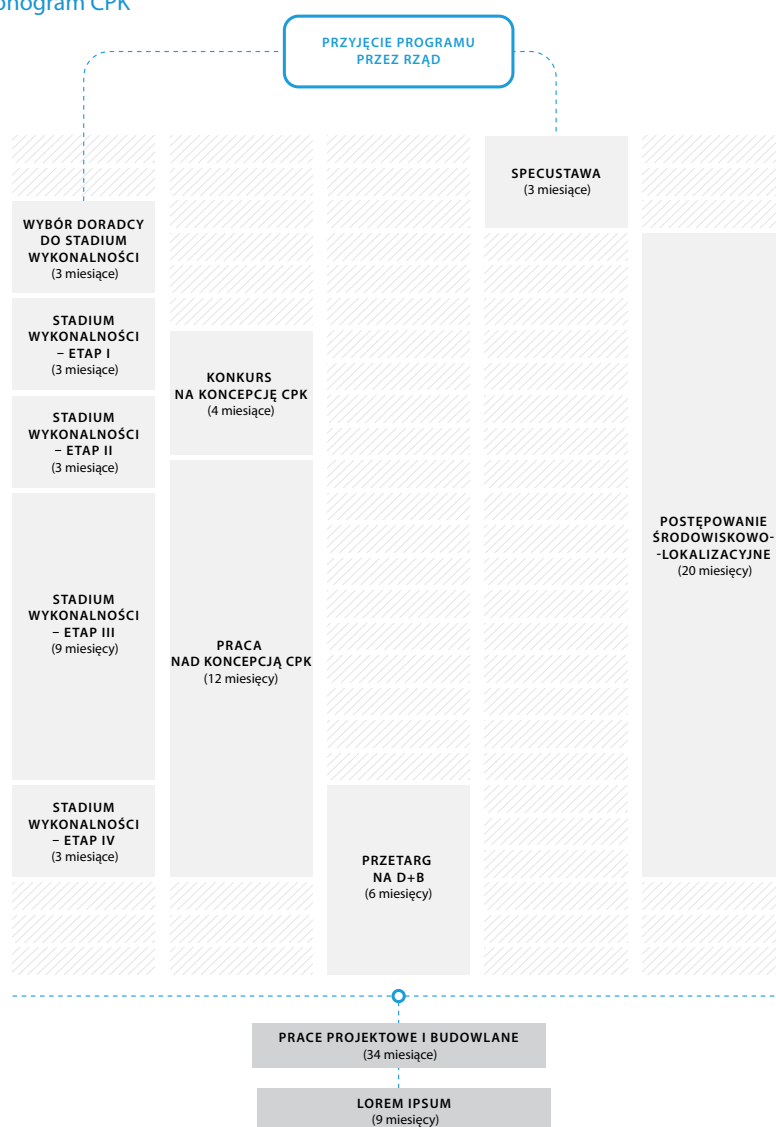 onogram CPK
PRZYJĘCIE PROGRAMU
PRZEZ RZĄD
SPECUSTAWA
(3 miesiące)
WYBÓR DORADCY
DO STADIUM
WYKONALNOŚCI
(3 miesiące)
STADIUM
WYKONALNOŚCI
– ETAP I
(3 miesiące)
KONKURS
NA KONCEPCJĘ CPK
(4 miesiące)
STADIUM
WYKONALNOŚCI
– ETAP II
(3 miesiące)
POSTĘPOWANIE
ŚRODOWISKOWO-
-LOKALIZACYJNE
(20 miesięcy)
STADIUM
WYKONALNOŚCI
– ETAP III
(9 miesięcy)
PRACA
NAD KONCEPCJĄ CPK
(12 miesięcy)
STADIUM
WYKONALNOŚCI
– ETAP IV
(3 miesiące)
PRZETARG
NA D+B
(6 miesięcy)
PRACE PROJEKTOWE I BUDOWLANE
(34 miesiące)
LOREM IPSUM
(9 miesięcy)